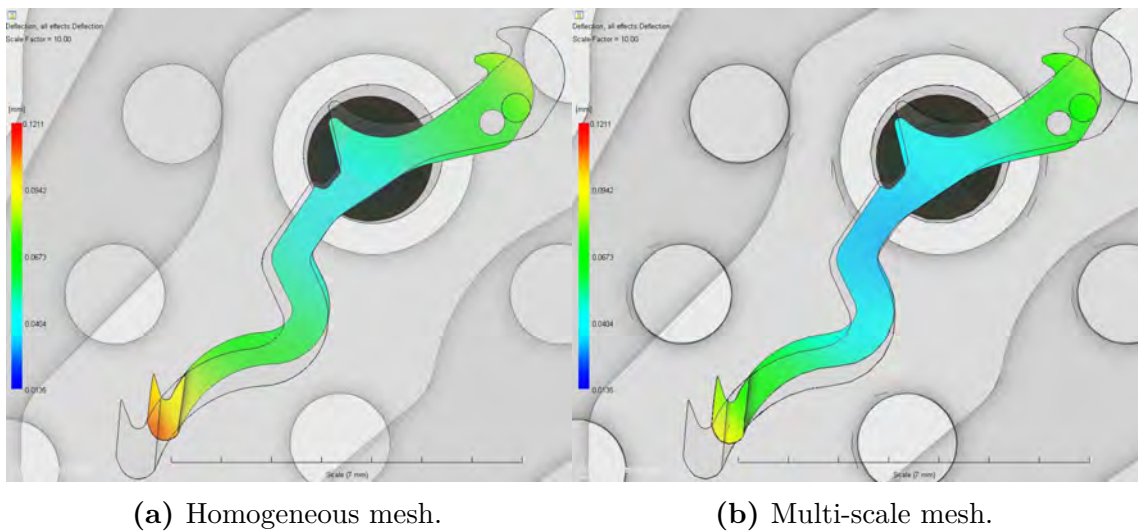 Deflection, all effects:Deflection
Scale Factor = 10.00
[mm]
0.1211
0.0942
0.0673
0.0404
0.0135
Scale (7 mm)
Deflection, all effects:Deflection
Scale Factor = 10.00
[mm]
0.1211
0.0942
0.0673
0.0404
0.0135
Scale (7 mm)
(a) Homogeneous mesh.
(b) Multi-scale mesh.